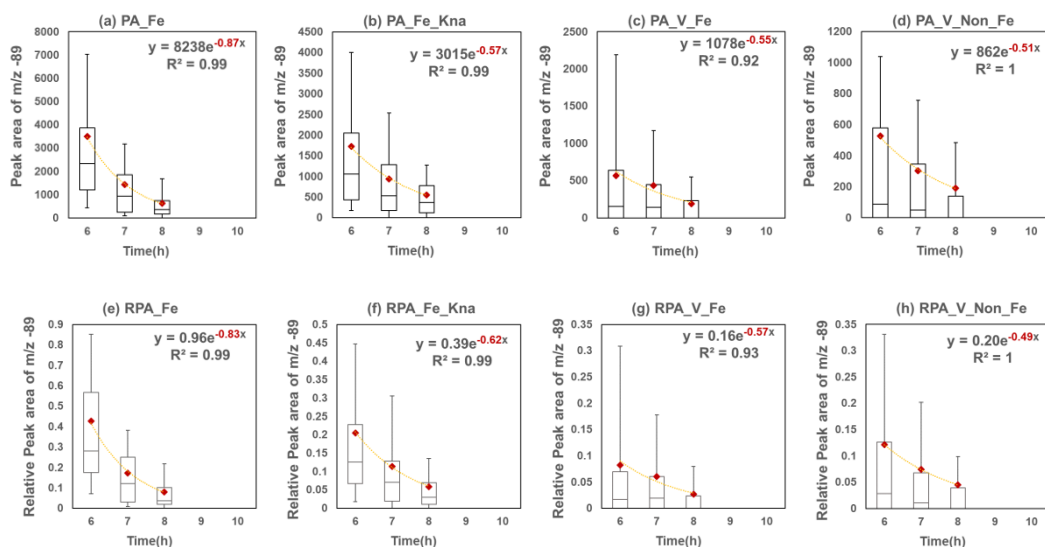 (a) PA_Fe
y = 8238e-0.87x
R² = 0.99
Peak area of m/z -89
8000
7000
6000
5000
4000
3000
2000
1000
0
6 7 8 9 10
Time(h)
(b) PA_Fe_Kna
y = 3015e-0.57x
R² = 0.99
Peak area of m/z -89
4500
4000
3500
3000
2500
2000
1500
1000
500
0
6 7 8 9 10
Time(h)
(c) PA_V_Fe
y = 1078e-0.55x
R² = 0.92
Peak area of m/z -89
2500
2000
1500
1000
500
0
6 7 8 9 10
Time(h)
(d) PA_V_Non_Fe
y = 862e-0.51x
R² = 1
Peak area of m/z -89
1200
1000
800
600
400
200
0
6 7 8 9 10
Time(h)
(e) RPA_Fe
y = 0.96e-0.83x
R² = 0.99
Relative Peak area of m/z -89
0.9
0.8
0.7
0.6
0.5
0.4
0.3
0.2
0.1
0
6 7 8 9 10
Time(h)
(f) RPA_Fe_Kna
y = 0.39e-0.62x
R² = 0.99
Relative Peak area of m/z -89
0.5
0.45
0.4
0.35
0.3
0.25
0.2
0.15
0.1
0.05
0
6 7 8 9 10
Time(h)
(g) RPA_V_Fe
y = 0.16e-0.57x
R² = 0.93
Relative Peak area of m/z -89
0.35
0.3
0.25
0.2
0.15
0.1
0.05
0
6 7 8 9 10
Time(h)
(h) RPA_V_Non_Fe
y = 0.20e-0.49x
R² = 1
Relative Peak area of m/z -89
0.35
0.3
0.25
0.2
0.15
0.1
0.05
0
6 7 8 9 10
Time(h)